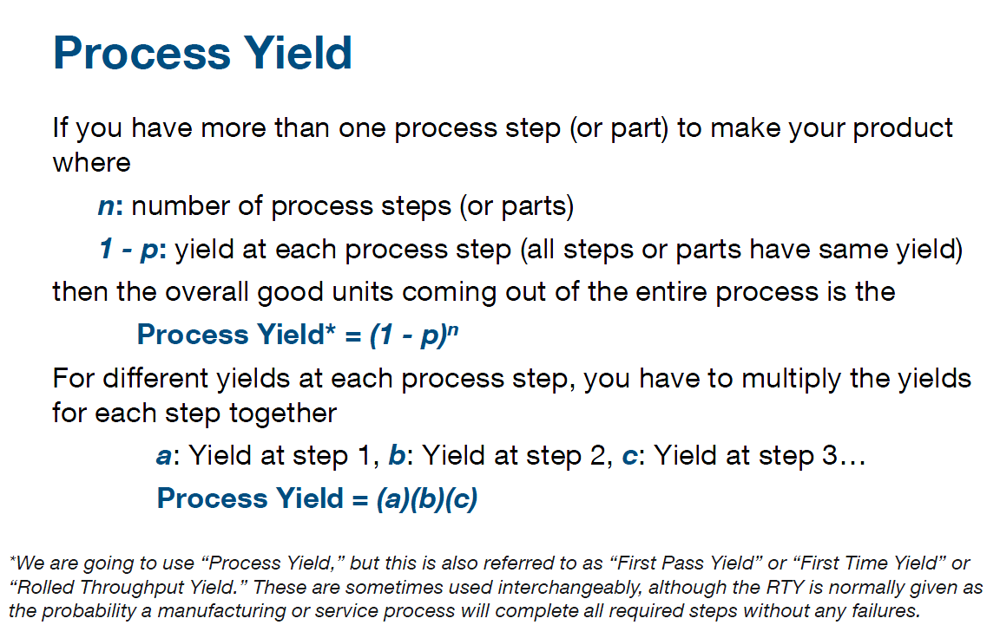 Process Yield
If you have more than one process step (or part) to make your product
where
n: number of process steps (or parts)
1 - p: yield at each process step (all steps or parts have same yield)
then the overall good units coming out of the entire process is the
Process Yield* = (1 - p)ⁿ
For different yields at each process step, you have to multiply the yields
for each step together
a: Yield at step 1, b: Yield at step 2, c: Yield at step 3…
Process Yield = (a)(b)(c)
*We are going to use “Process Yield,” but this is also referred to as “First Pass Yield” or “First Time Yield” or
“Rolled Throughput Yield.” These are sometimes used interchangeably, although the RTY is normally given as
the probability a manufacturing or service process will complete all required steps without any failures.